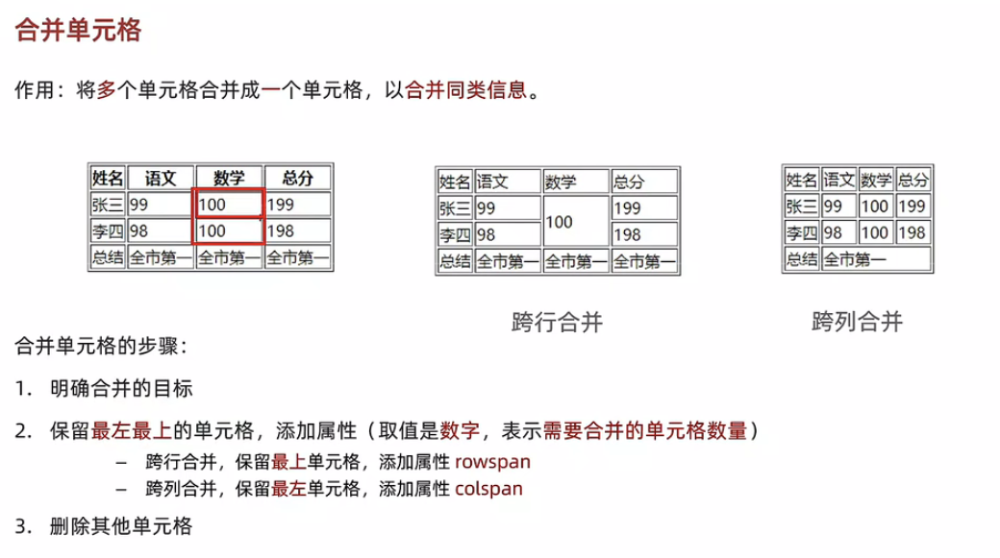 合并单元格
作用：将多个单元格合并成一个单元格，以合并同类信息。
姓名 语文 数学 总分
张三 99 100 199
李四 98 100 198
总结 全市第一 全市第一 全市第一
姓名 语文 数学 总分
张三 99 100 199
李四 98 198
总结 全市第一 全市第一 全市第一
跨行合并
姓名 语文 数学 总分
张三 99 100 199
李四 98 100 198
总结 全市第一
跨列合并
合并单元格的步骤：
1. 明确合并的目标
2. 保留最左最上的单元格，添加属性（取值是数字，表示需要合并的单元格数量）
– 跨行合并，保留最上单元格，添加属性 rowspan
– 跨列合并，保留最左单元格，添加属性 colspan
3. 删除其他单元格